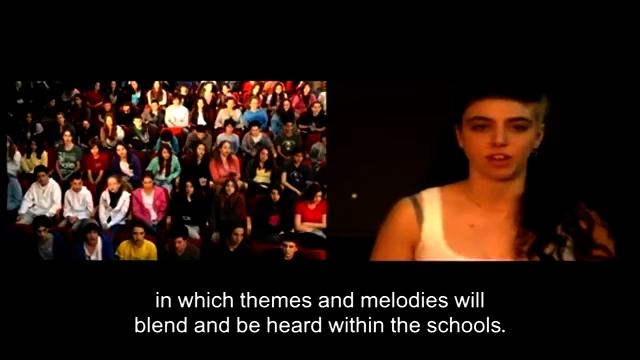 in which themes and melodies will
blend and be heard within the schools.